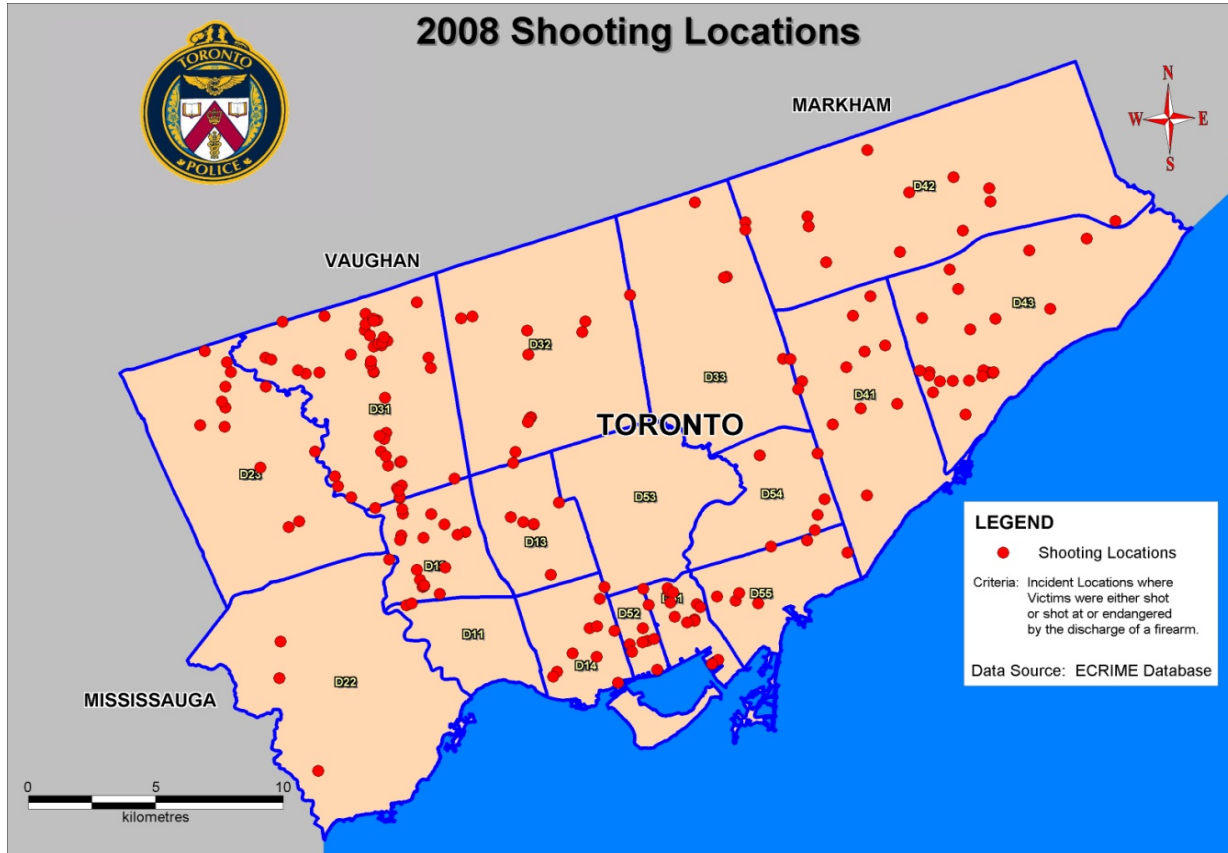 2008 Shooting Locations
TORONTO
POLICE
MARKHAM
N
W E
S
D42
VAUGHAN
D43
D32
D33
D41
D31
TORONTO
D23
D53
D54
D13
D12
D55
D51
D52
D11
D14
D22
MISSISSAUGA
LEGEND
Shooting Locations
Criteria: Incident Locations where
Victims were either shot
or shot at or endangered
by the discharge of a firearm.
Data Source: ECRIME Database
0 5 10
kilometres